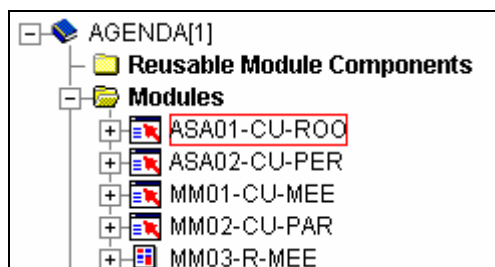 AGENDA[1]
Reusable Module Components
Modules
ASA01-CU-ROO
ASA02-CU-PER
MM01-CU-MEE
MM02-CU-PAR
MM03-R-MEE